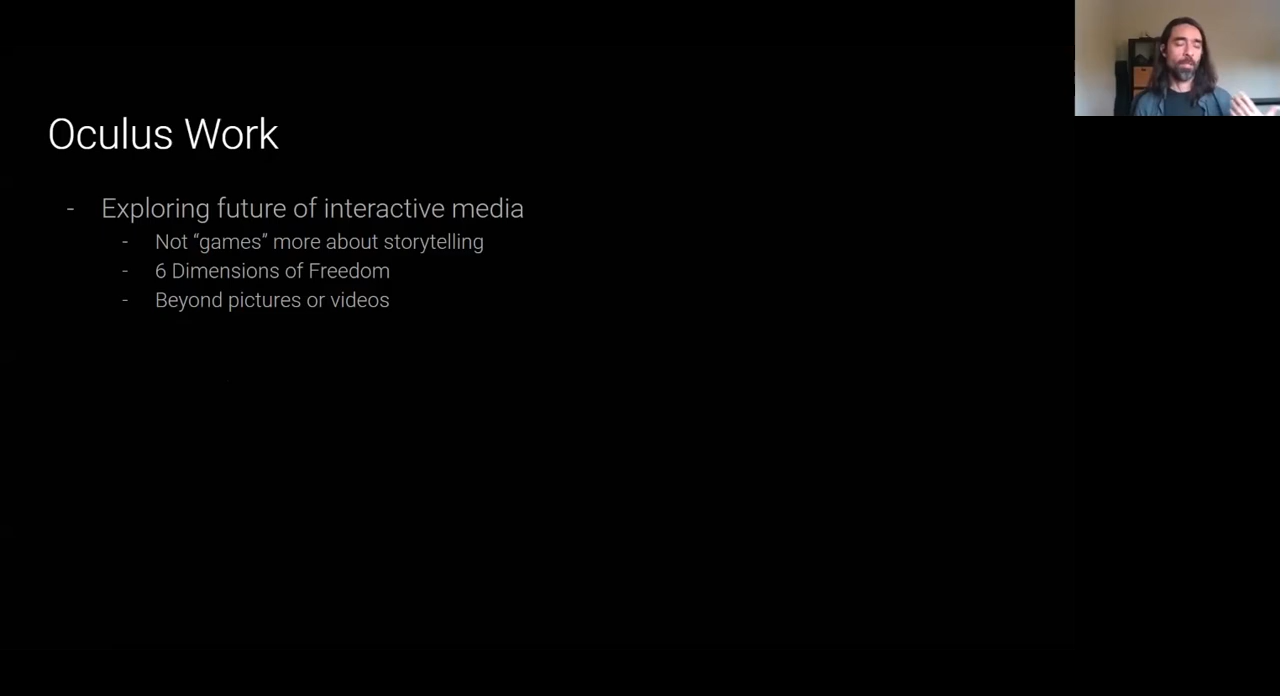 Oculus Work
- Exploring future of interactive media
- Not “games” more about storytelling
- 6 Dimensions of Freedom
- Beyond pictures or videos